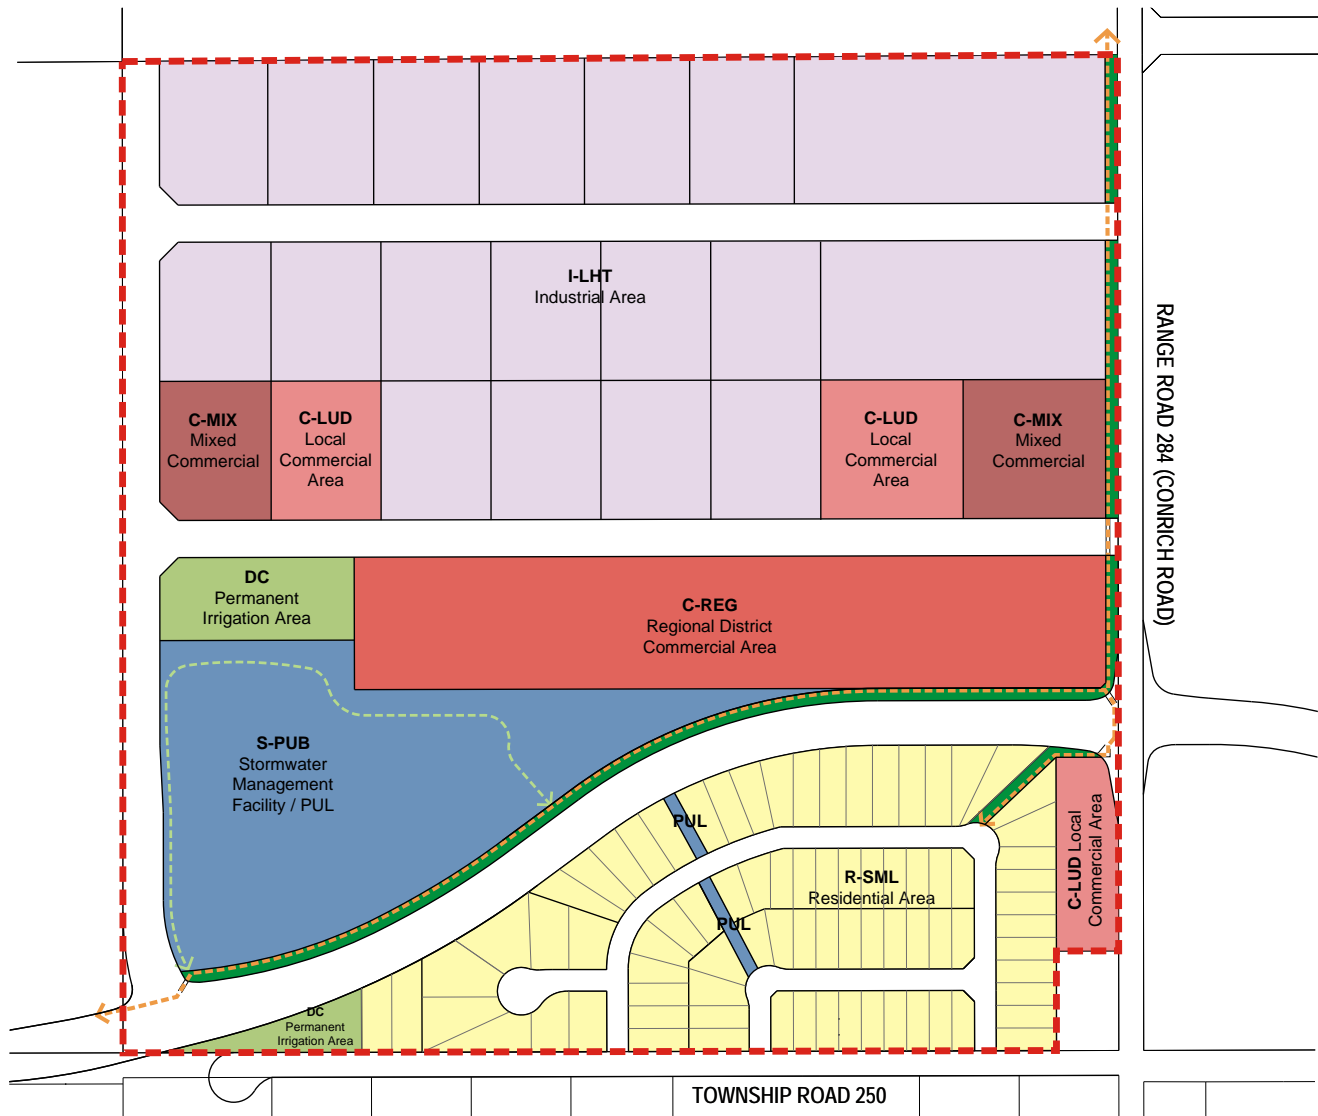 I-LHT
Industrial Area
RANGE ROAD 284 (CONRICH ROAD)
C-MIX
Mixed
Commercial
C-LUD
Local
Commercial
Area
C-LUD
Local
Commercial
Area
C-MIX
Mixed
Commercial
DC
Permanent
Irrigation Area
C-REG
Regional District
Commercial Area
S-PUB
Stormwater
Management
Facility / PUL
PUL
R-SML
Residential Area
C-LUD Local
Commercial Area
PUL
DC
Permanent
Irrigation Area
TOWNSHIP ROAD 250